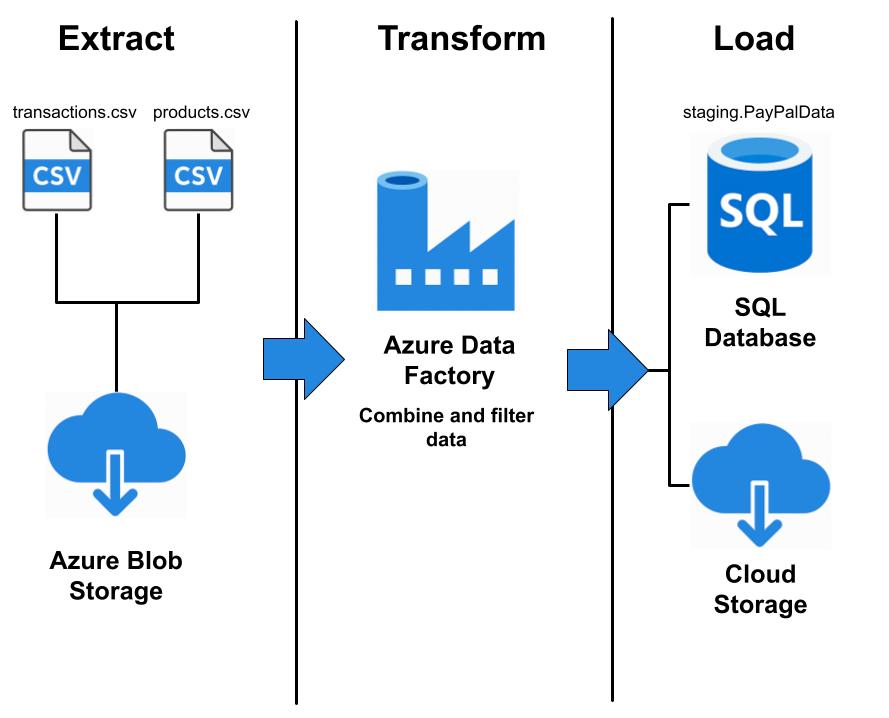 Extract
Transform
Load
transactions.csv
products.csv
staging.PayPalData
CSV
CSV
SQL
SQL
Database
Azure Data
Factory
Combine and filter
data
Azure Blob
Storage
Cloud
Storage